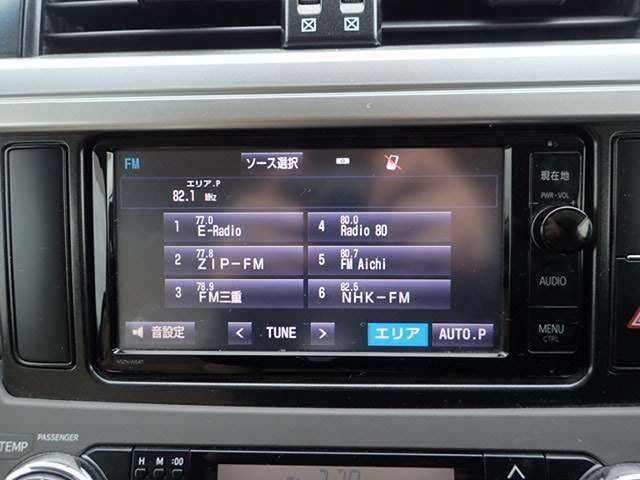 FM ソース選択
現在地
エリア.P
82.1 MHz
PWR・VOL
1 77.0 E-Radio
4 80.0 Radio 80
2 77.8 ZIP-FM
5 80.7 FM Aichi
AUDIO
3 78.9 FM三重
6 82.5 NHK-FM
音設定 < TUNE > エリア AUTO.P
MENU
CTRL
TEMP PASSENGER
H M :00